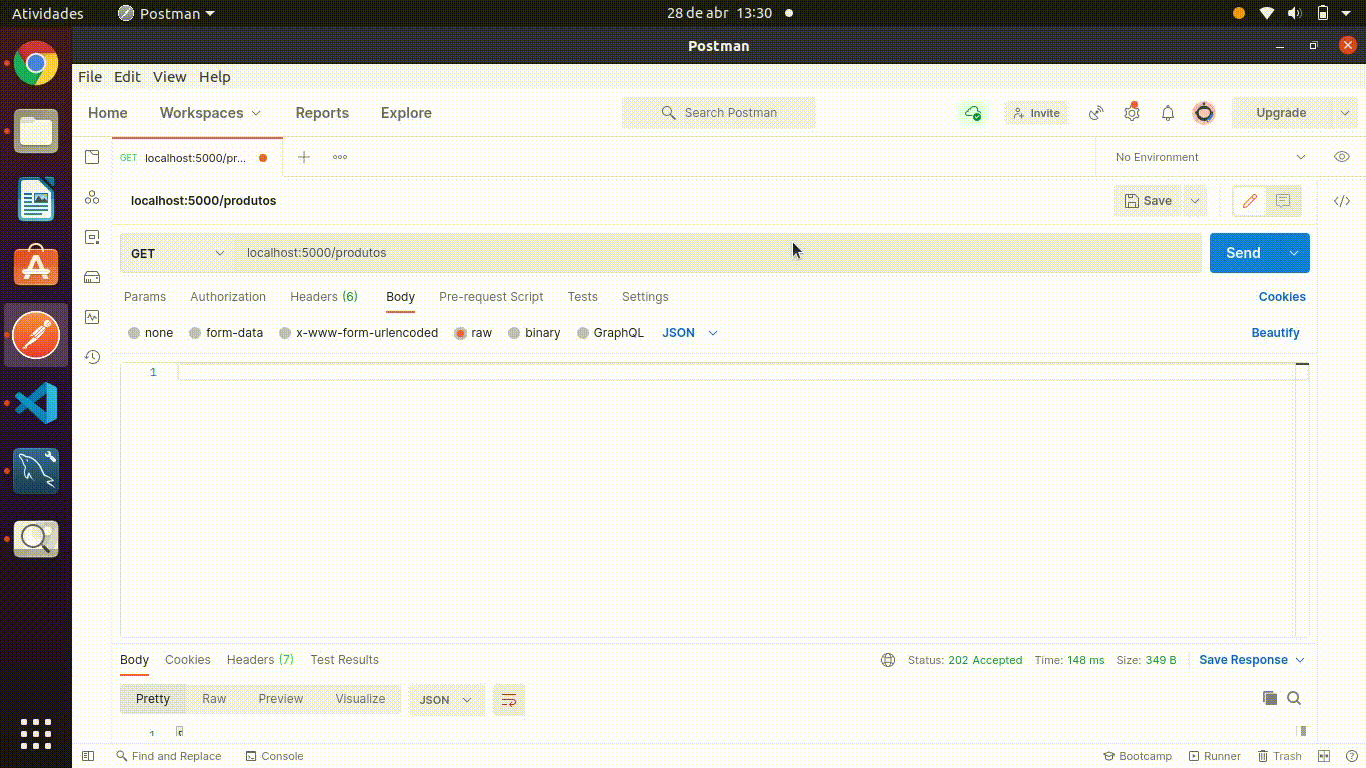 Atividades Postman 28 de abr 13:30
Postman
File Edit View Help
Home Workspaces Reports Explore Search Postman Invite Upgrade
GET localhost:5000/pr... No Environment
localhost:5000/produtos Save
GET localhost:5000/produtos Send
Params Authorization Headers (6) Body Pre-request Script Tests Settings Cookies
none form-data x-www-form-urlencoded raw binary GraphQL JSON Beautify
1
Body Cookies Headers (7) Test Results Status: 202 Accepted Time: 148 ms Size: 349 B Save Response
Pretty Raw Preview Visualize JSON
1
Find and Replace Console Bootcamp Runner Trash